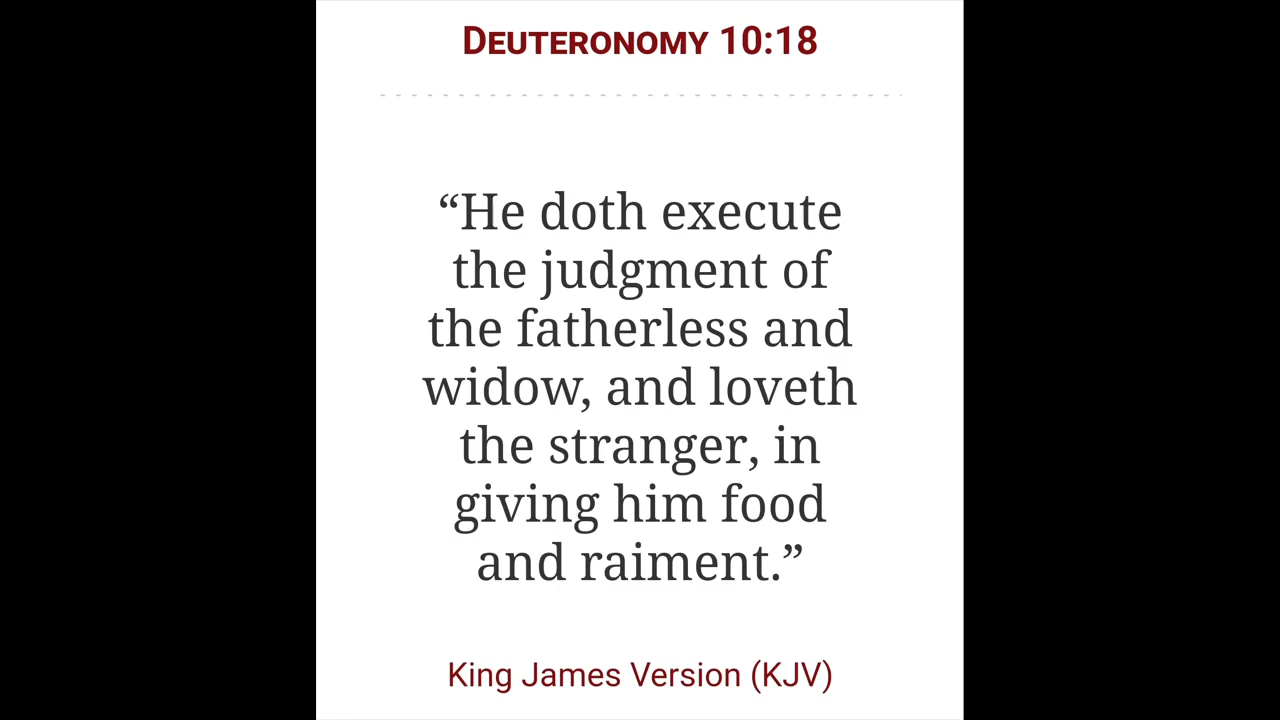 Deuteronomy 10:18
“He doth execute
the judgment of
the fatherless and
widow, and loveth
the stranger, in
giving him food
and raiment.”
King James Version (KJV)